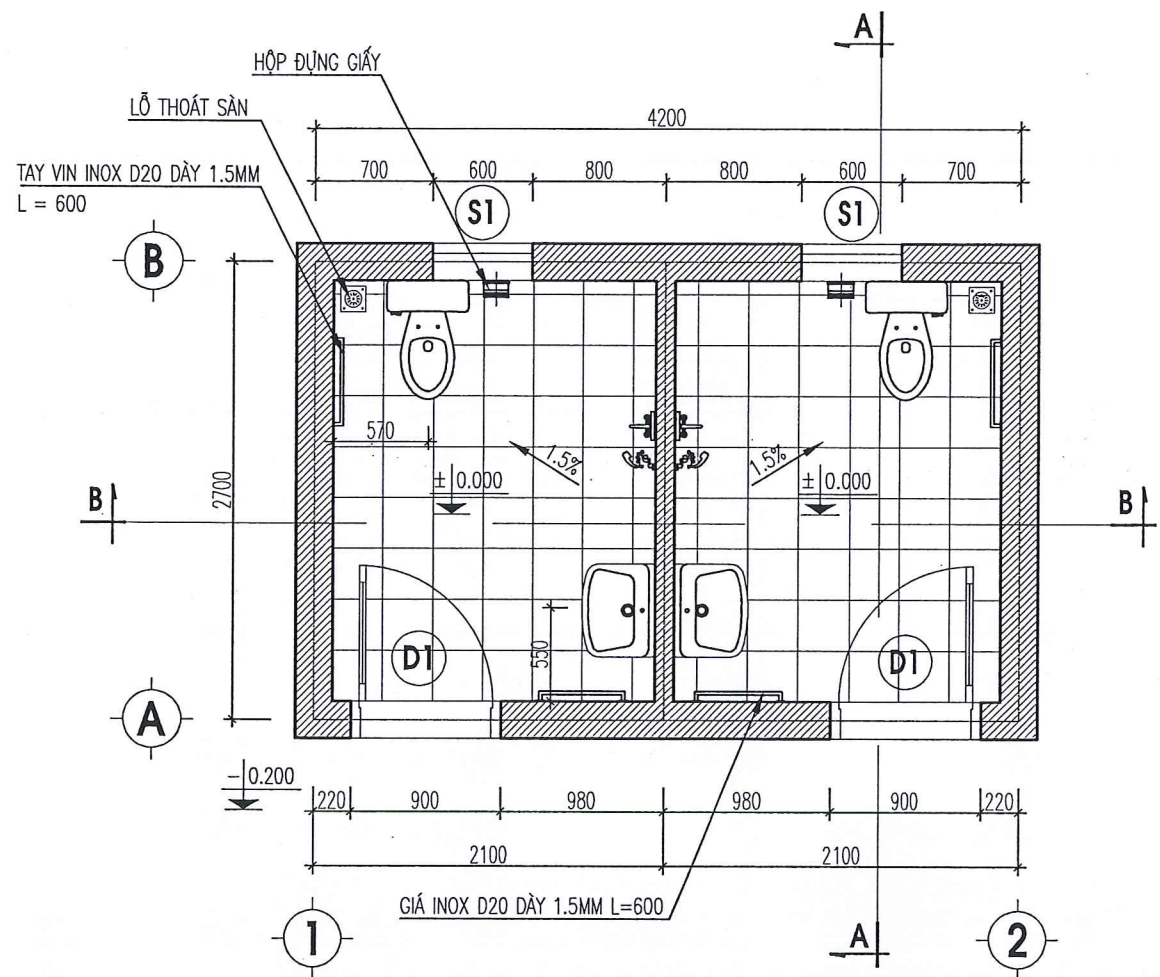 A
HỘP ĐỰNG GIẤY
LỖ THOÁT SÀN
4200
TAY VIN INOX D20 DÀY 1.5MM
L = 600
700 600 800 800 600 700
S1 S1
B
570
1.5% 1.5%
± 0.000 ± 0.000
2700
B B
550
D1 D1
A
- 0.200
220 900 980 980 900 220
2100 2100
GIÁ INOX D20 DÀY 1.5MM L=600
1 A 2